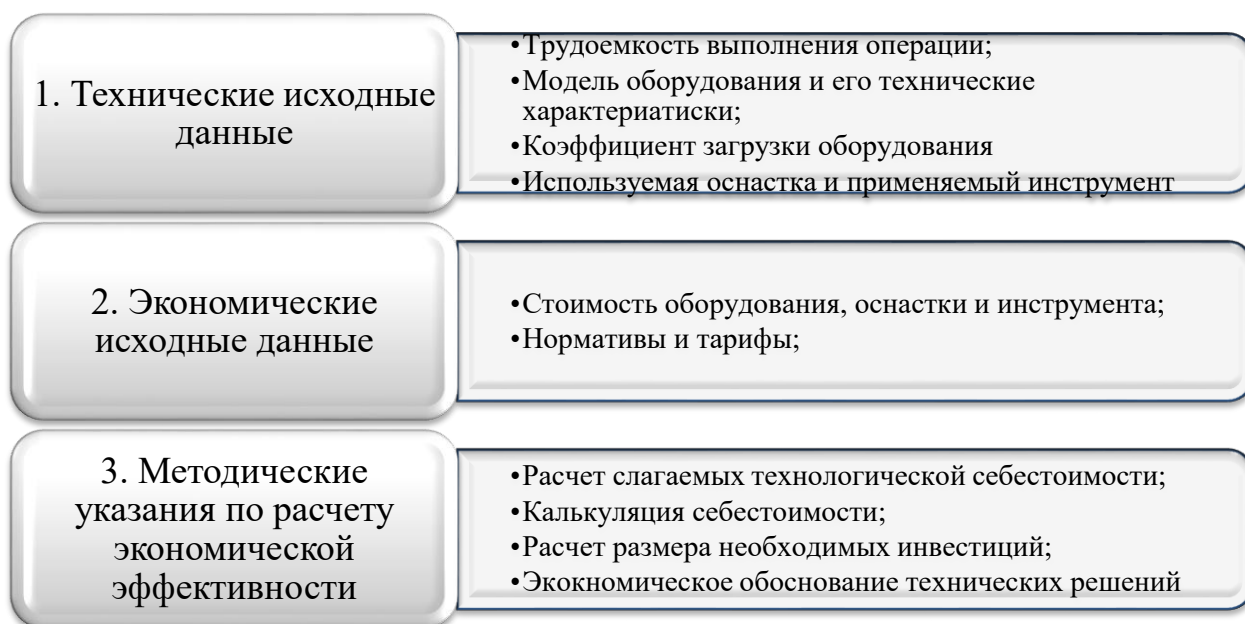 1. Технические исходные
данные
•Трудоемкость выполнения операции;
•Модель оборудования и его технические
характериатиски;
•Коэффициент загрузки оборудования
•Используемая оснастка и применяемый инструмент
2. Экономические
исходные данные
•Стоимость оборудования, оснастки и инструмента;
•Нормативы и тарифы;
3. Методические
указания по расчету
экономической
эффективности
•Расчет слагаемых технологической себестоимости;
•Калькуляция себестоимости;
•Расчет размера необходимых инвестиций;
•Экокномическое обоснование технических решений